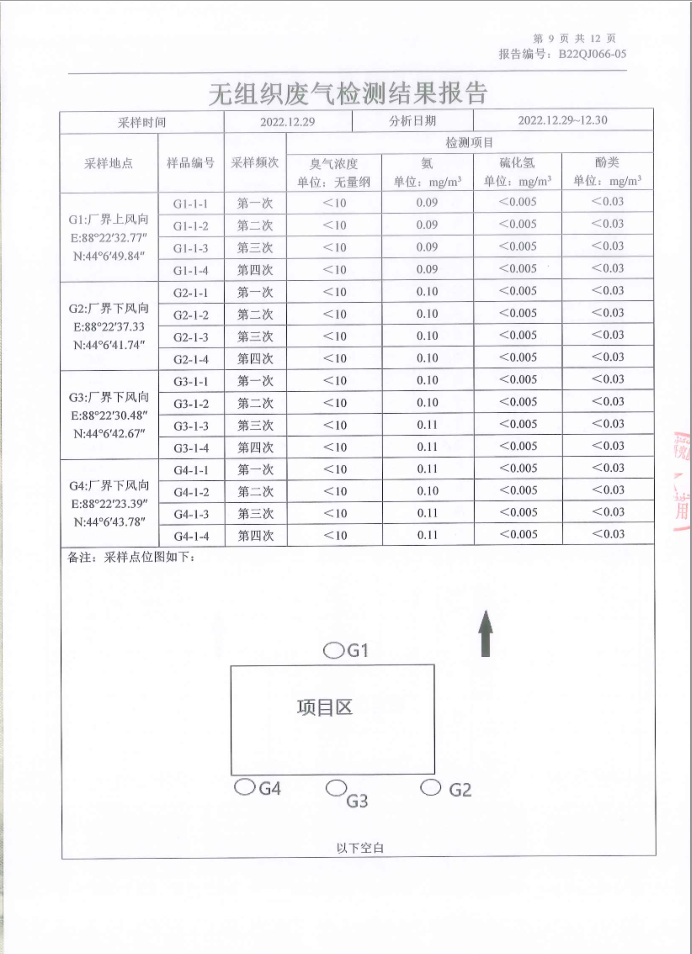 第 9 页 共 12 页
报告编号：B22QJ066-05
无组织废气检测结果报告
采样时间 2022.12.29 分析日期 2022.12.29~12.30
采样地点 样品编号 采样频次 检测项目
臭气浓度 氨 硫化氢 酚类
单位：无量纲 单位：mg/m³ 单位：mg/m³ 单位：mg/m³
G1:厂界上风向
E:88°22′32.77″
N:44°6′49.84″
G1-1-1 第一次 ＜10 0.09 ＜0.005 ＜0.03
G1-1-2 第二次 ＜10 0.09 ＜0.005 ＜0.03
G1-1-3 第三次 ＜10 0.09 ＜0.005 ＜0.03
G1-1-4 第四次 ＜10 0.09 ＜0.005 ＜0.03
G2:厂界下风向
E:88°22′37.33
N:44°6′41.74″
G2-1-1 第一次 ＜10 0.10 ＜0.005 ＜0.03
G2-1-2 第二次 ＜10 0.10 ＜0.005 ＜0.03
G2-1-3 第三次 ＜10 0.10 ＜0.005 ＜0.03
G2-1-4 第四次 ＜10 0.10 ＜0.005 ＜0.03
G3:厂界下风向
E:88°22′30.48″
N:44°6′42.67″
G3-1-1 第一次 ＜10 0.10 ＜0.005 ＜0.03
G3-1-2 第二次 ＜10 0.10 ＜0.005 ＜0.03
G3-1-3 第三次 ＜10 0.11 ＜0.005 ＜0.03
G3-1-4 第四次 ＜10 0.11 ＜0.005 ＜0.03
G4:厂界下风向
E:88°22′23.39″
N:44°6′43.78″
G4-1-1 第一次 ＜10 0.11 ＜0.005 ＜0.03
G4-1-2 第二次 ＜10 0.10 ＜0.005 ＜0.03
G4-1-3 第三次 ＜10 0.11 ＜0.005 ＜0.03
G4-1-4 第四次 ＜10 0.11 ＜0.005 ＜0.03
备注：采样点位图如下：
G1
项目区
G4 G3 G2
以下空白
用